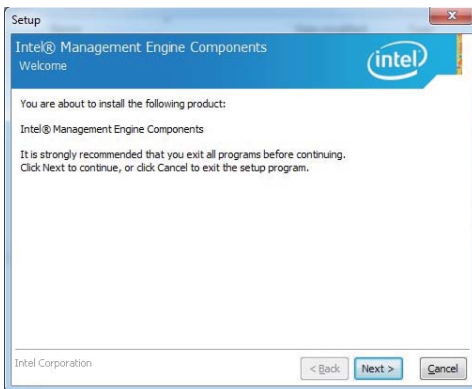 Setup
Intel® Management Engine Components
Welcome
intel
You are about to install the following product:
Intel® Management Engine Components
It is strongly recommended that you exit all programs before continuing.
Click Next to continue, or click Cancel to exit the setup program.
Intel Corporation
< Back
Next >
Cancel